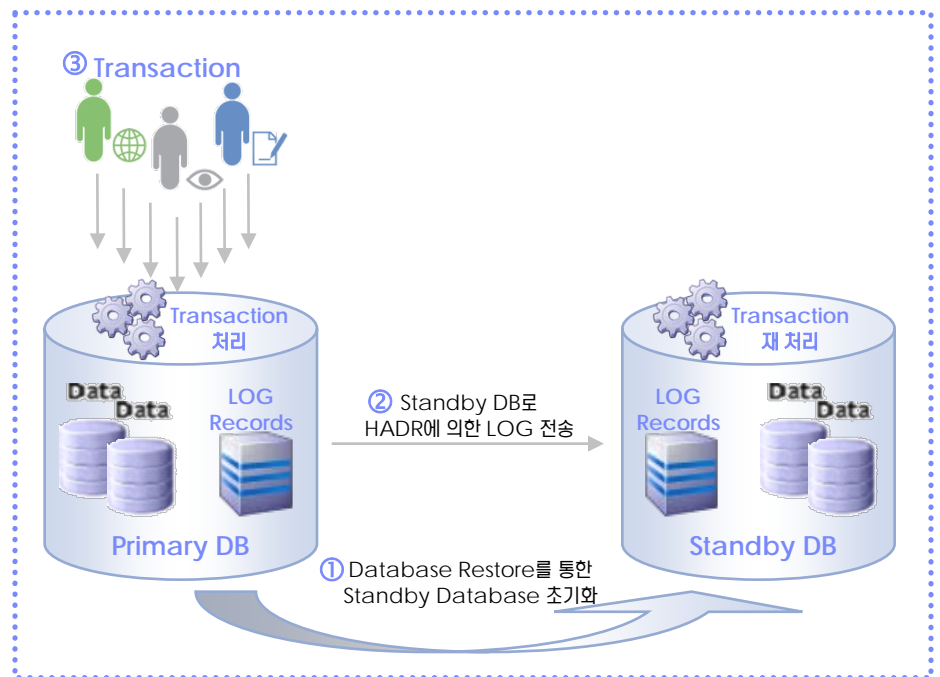 ③ Transaction
Transaction
처리
Transaction
재 처리
Data
Data
LOG
Records
② Standby DB로
HADR에 의한 LOG 전송
LOG
Records
Data
Data
Primary DB
Standby DB
① Database Restore를 통한
Standby Database 초기화